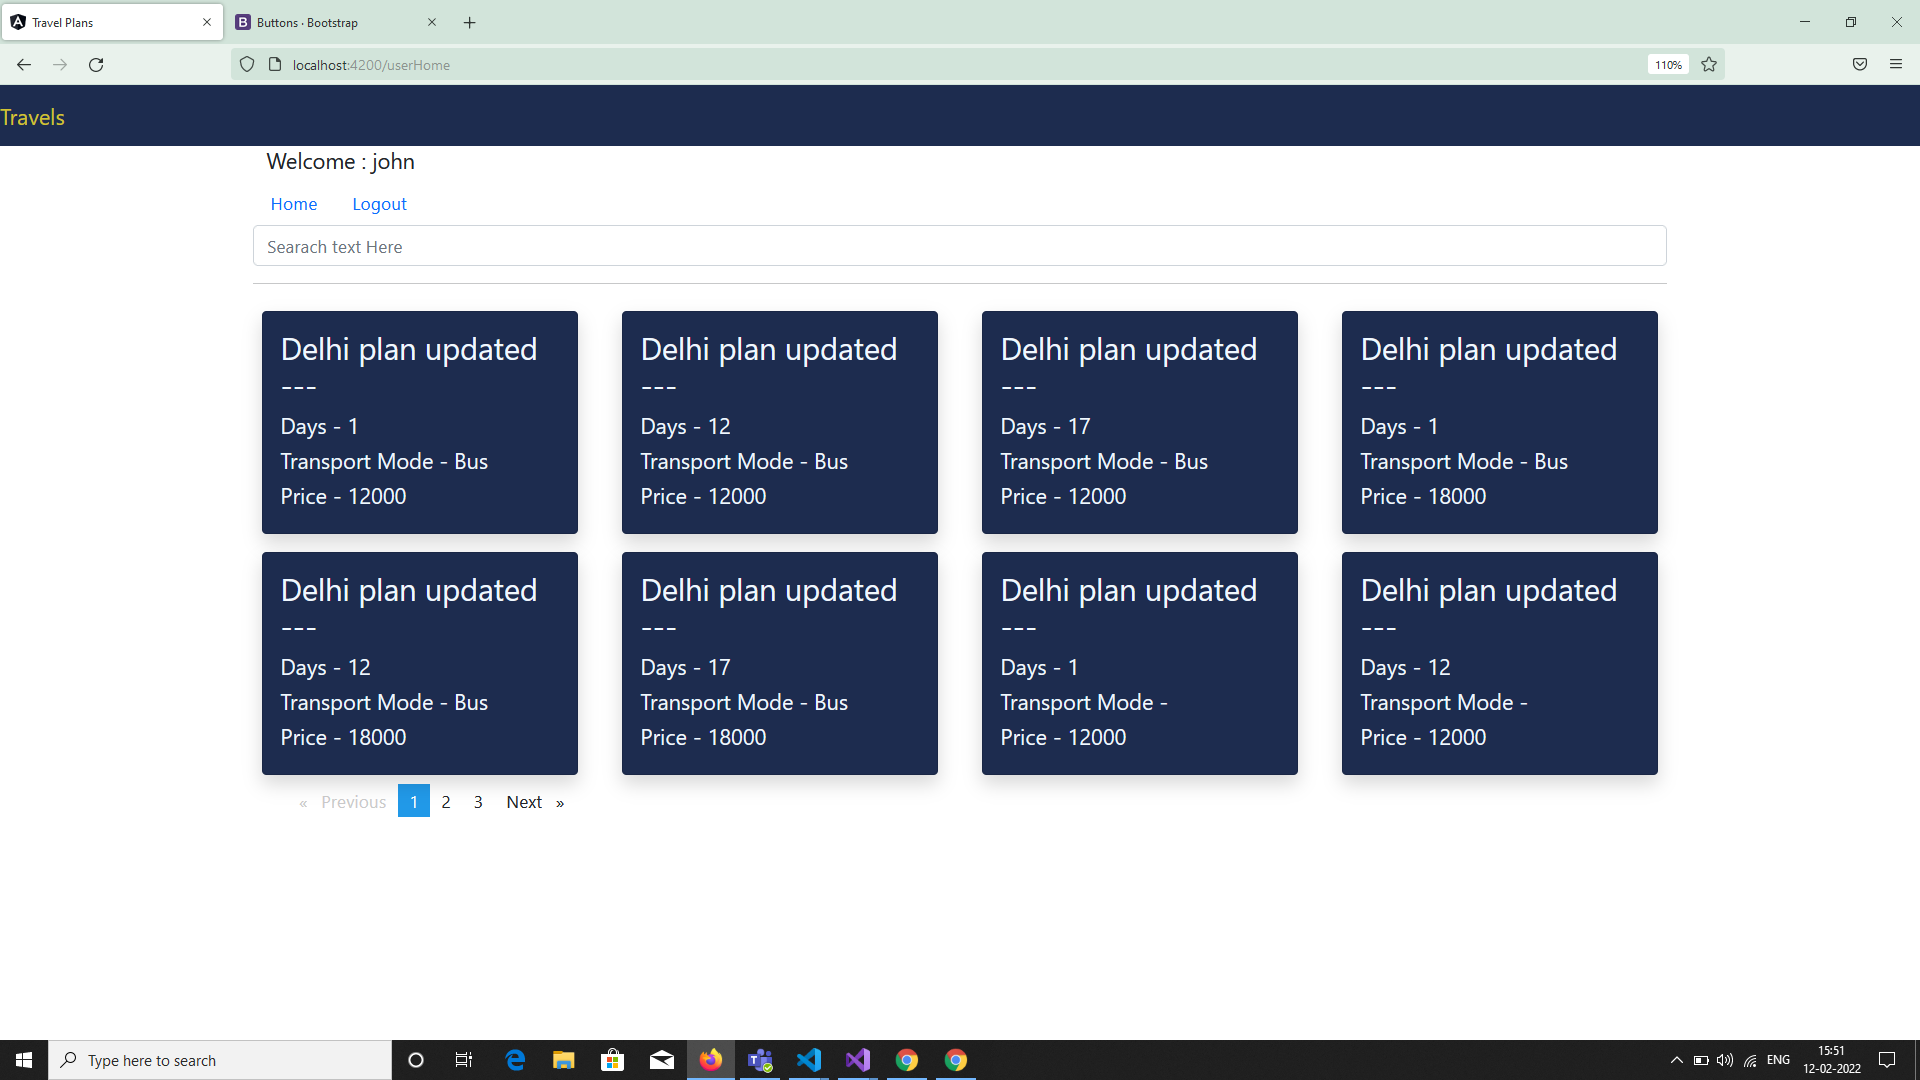 Travel Plans
Buttons · Bootstrap
localhost:4200/userHome
110%
Travels
Welcome : john
Home Logout
Searach text Here
Delhi plan updated
---
Days - 1
Transport Mode - Bus
Price - 12000
Delhi plan updated
---
Days - 12
Transport Mode - Bus
Price - 12000
Delhi plan updated
---
Days - 17
Transport Mode - Bus
Price - 12000
Delhi plan updated
---
Days - 1
Transport Mode - Bus
Price - 18000
Delhi plan updated
---
Days - 12
Transport Mode - Bus
Price - 18000
Delhi plan updated
---
Days - 17
Transport Mode - Bus
Price - 18000
Delhi plan updated
---
Days - 1
Transport Mode -
Price - 12000
Delhi plan updated
---
Days - 12
Transport Mode -
Price - 12000
« Previous 1 2 3 Next »
Type here to search
ENG
15:51
12-02-2022